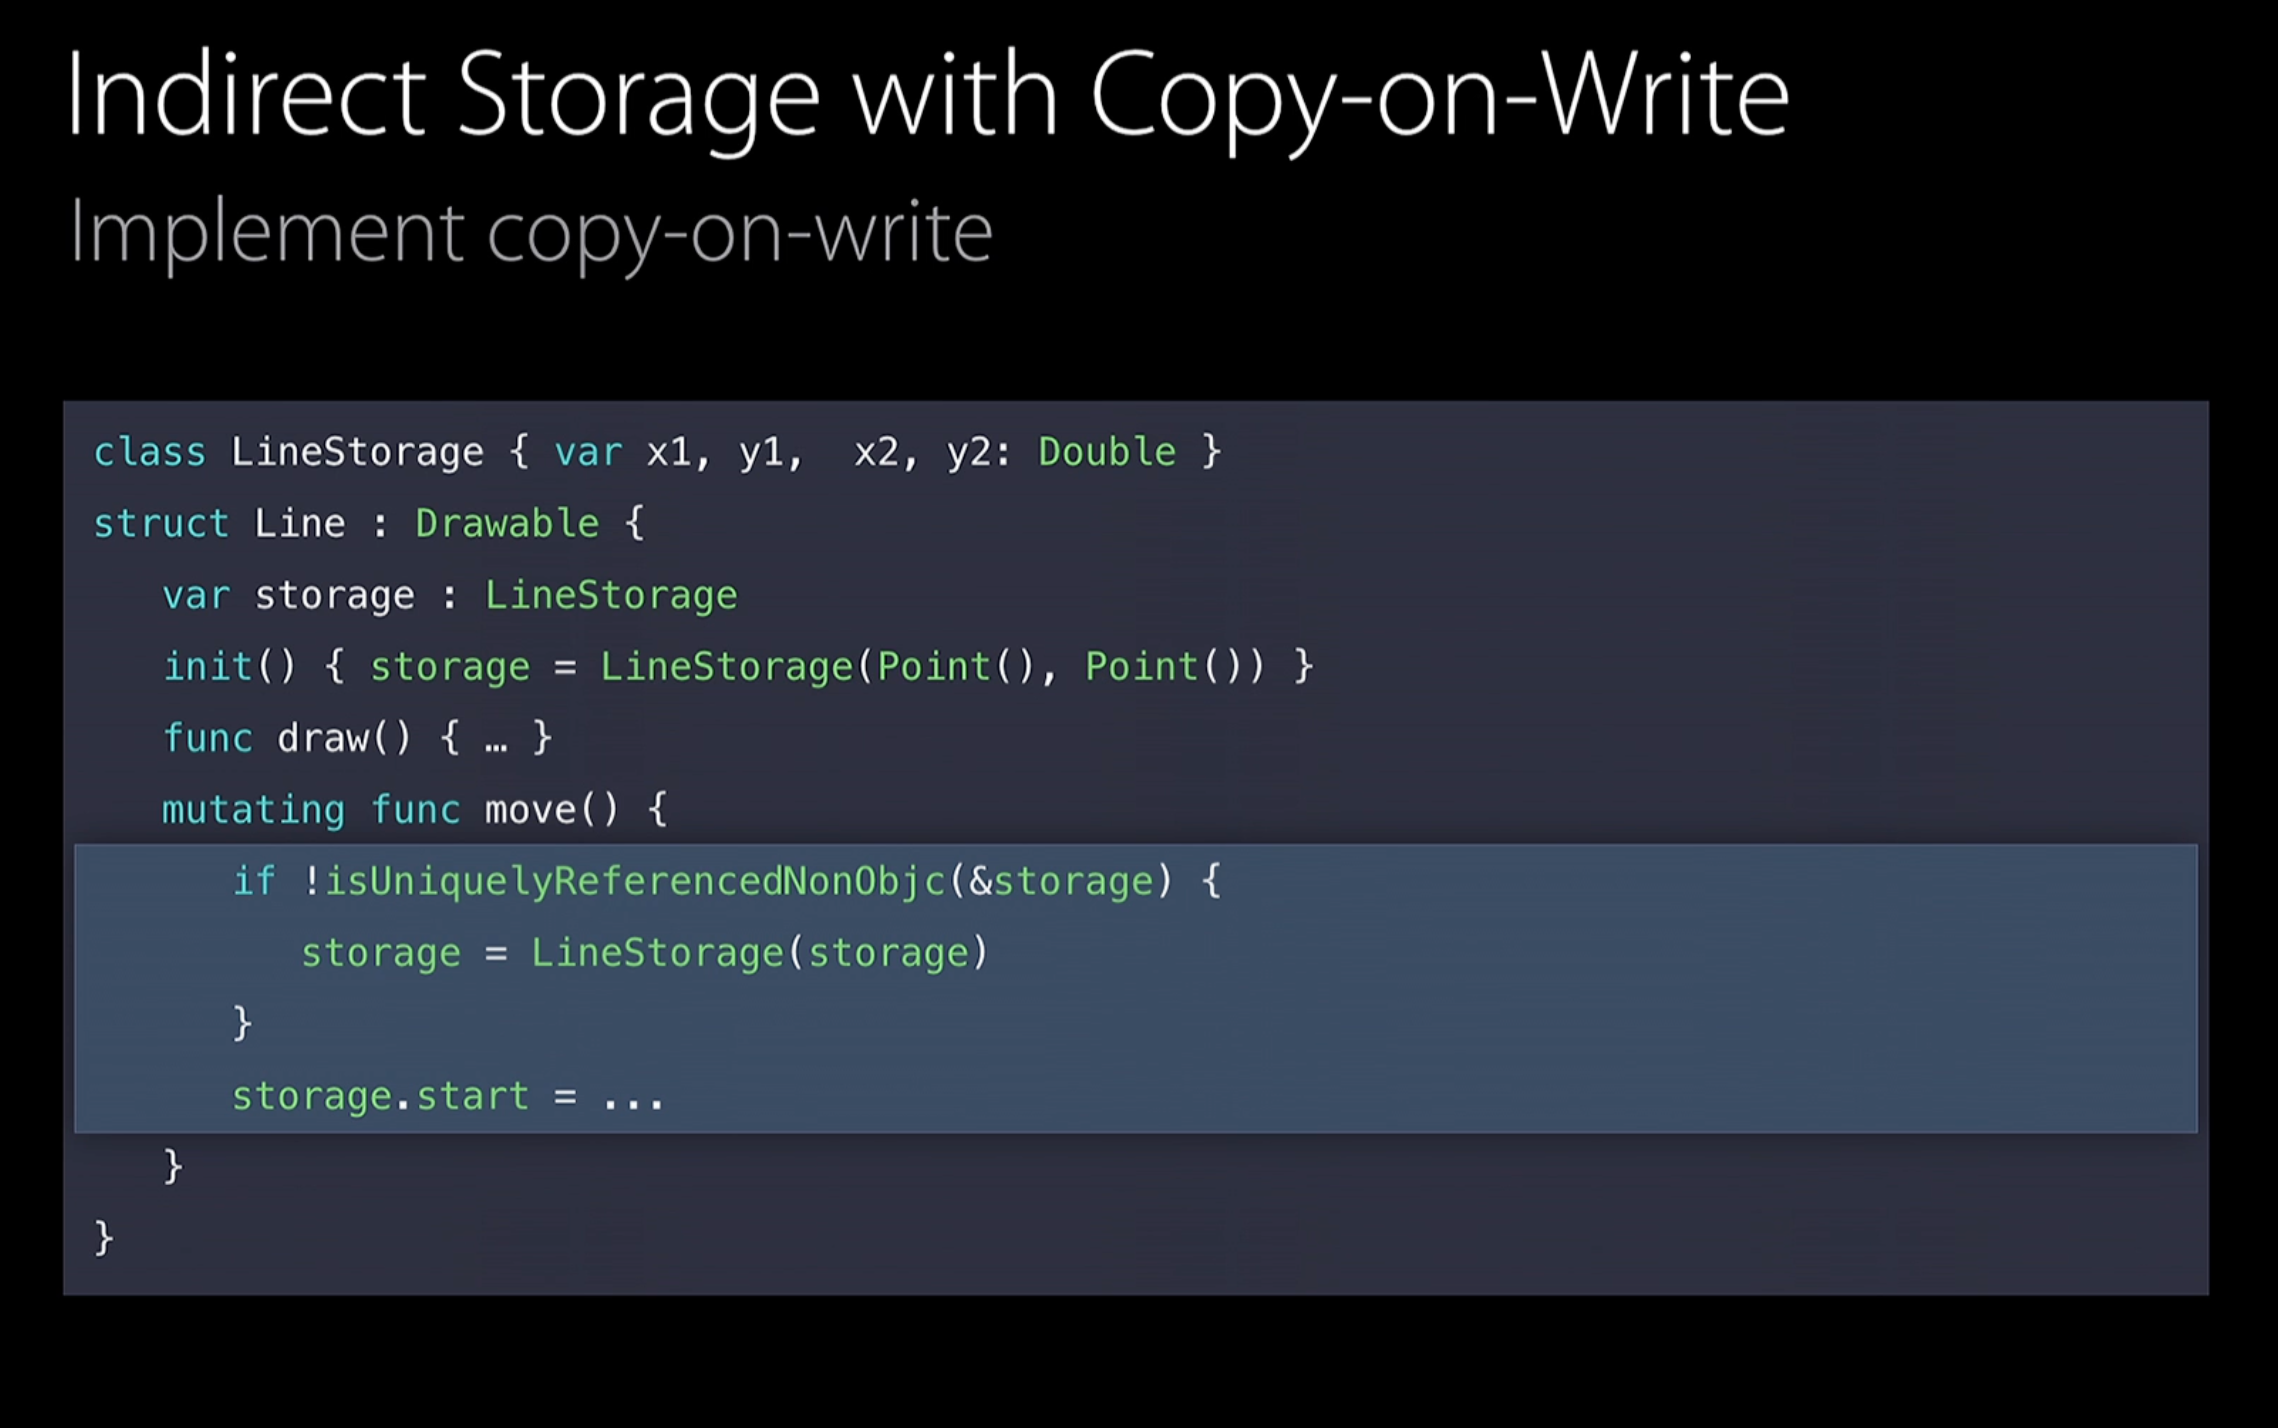 Indirect Storage with Copy-on-Write
Implement copy-on-write
class LineStorage { var x1, y1,  x2, y2: Double }
struct Line : Drawable {
   var storage : LineStorage
   init() { storage = LineStorage(Point(), Point()) }
   func draw() { … }
   mutating func move() {
      if !isUniquelyReferencedNonObjc(&storage) {
         storage = LineStorage(storage)
      }
      storage.start = ...
   }
}